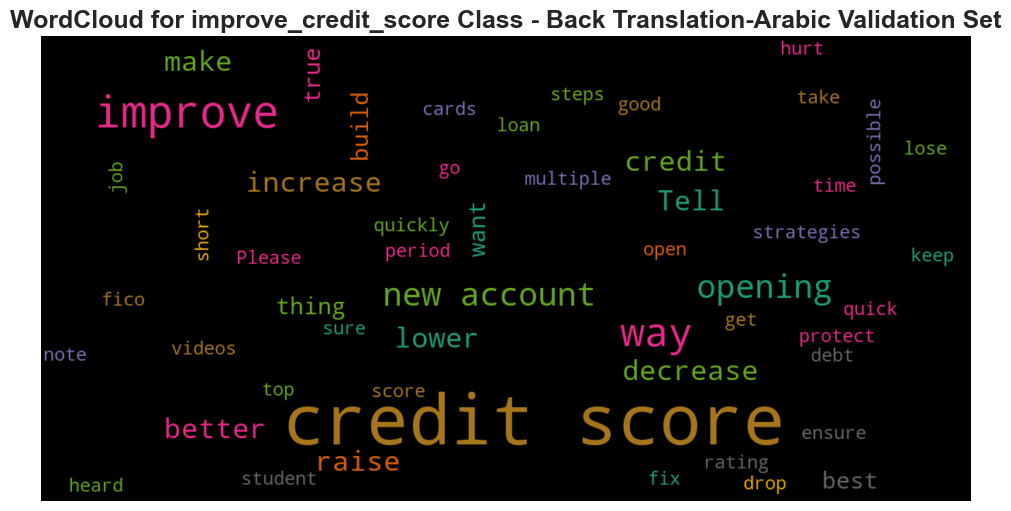 WordCloud for improve_credit_score Class - Back Translation-Arabic Validation Set
hurt
make
true
improve
build
cards
steps
good
take
loan
possible
lose
job
increase
go
multiple
credit
time
Tell
short
quickly
want
strategies
Please
period
open
keep
fico
thing
new account
opening
quick
sure
lower
way
get
protect
note
videos
debt
decrease
top
score
credit score
better
ensure
raise
rating
heard
student
fix
drop
best